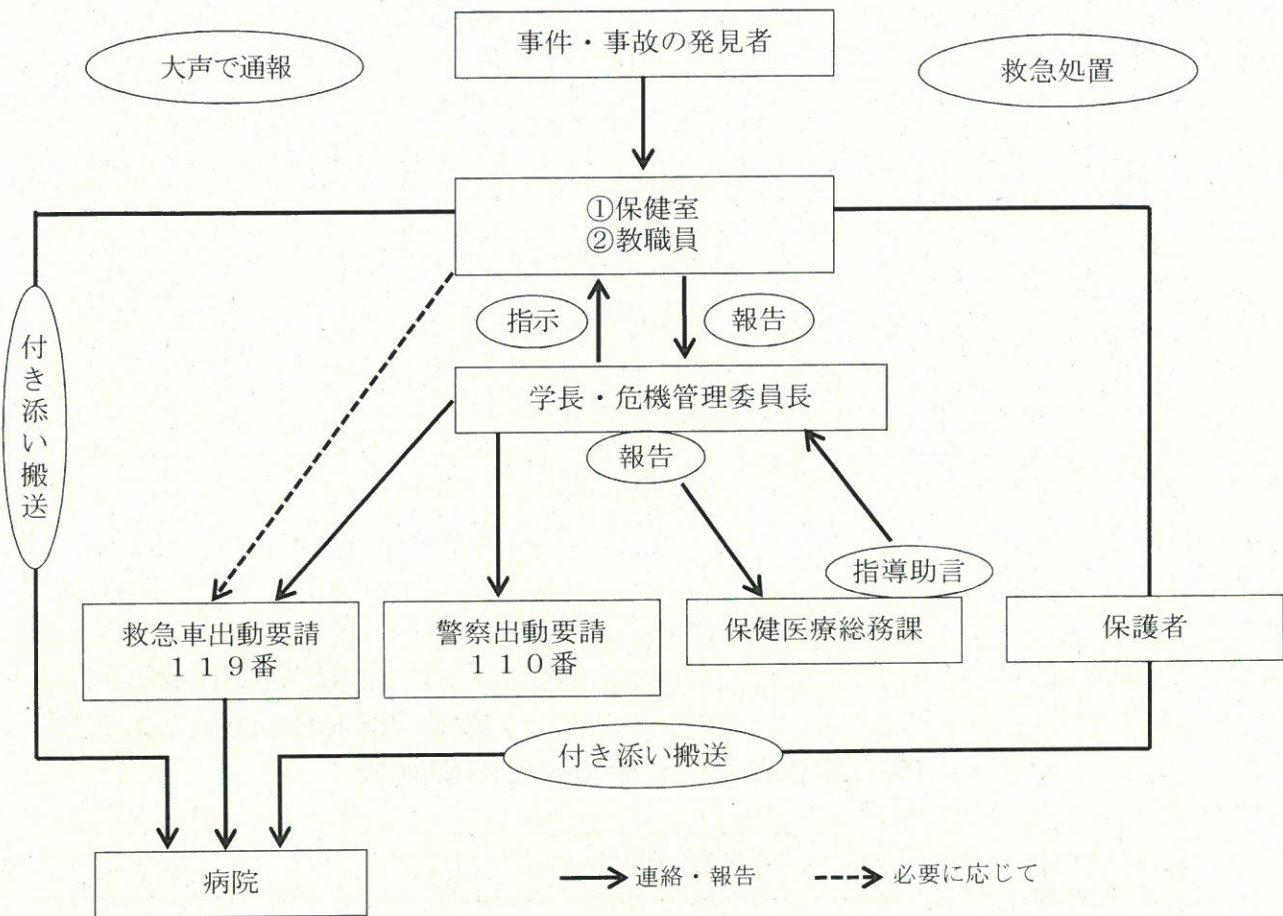 事件・事故の発見者
大声で通報
救急処置
①保健室
②教職員
指示
報告
付き添い搬送
学長・危機管理委員長
報告
指導助言
救急車出動要請
119番
警察出動要請
110番
保健医療総務課
保護者
付き添い搬送
病院
連絡・報告
必要に応じて